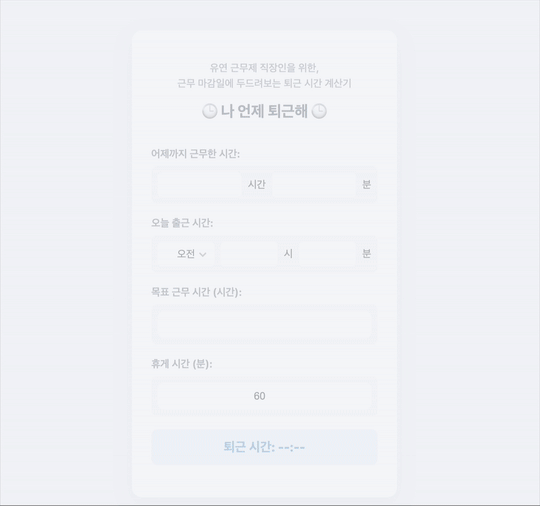 유연 근무제 직장인을 위한,
근무 마감일에 두드려보는 퇴근 시간 계산기
🕒 나 언제 퇴근해 🕒
어제까지 근무한 시간:
시간 분
오늘 출근 시간:
오전 시 분
목표 근무 시간 (시간):
휴게 시간 (분):
60
퇴근 시간: --:--